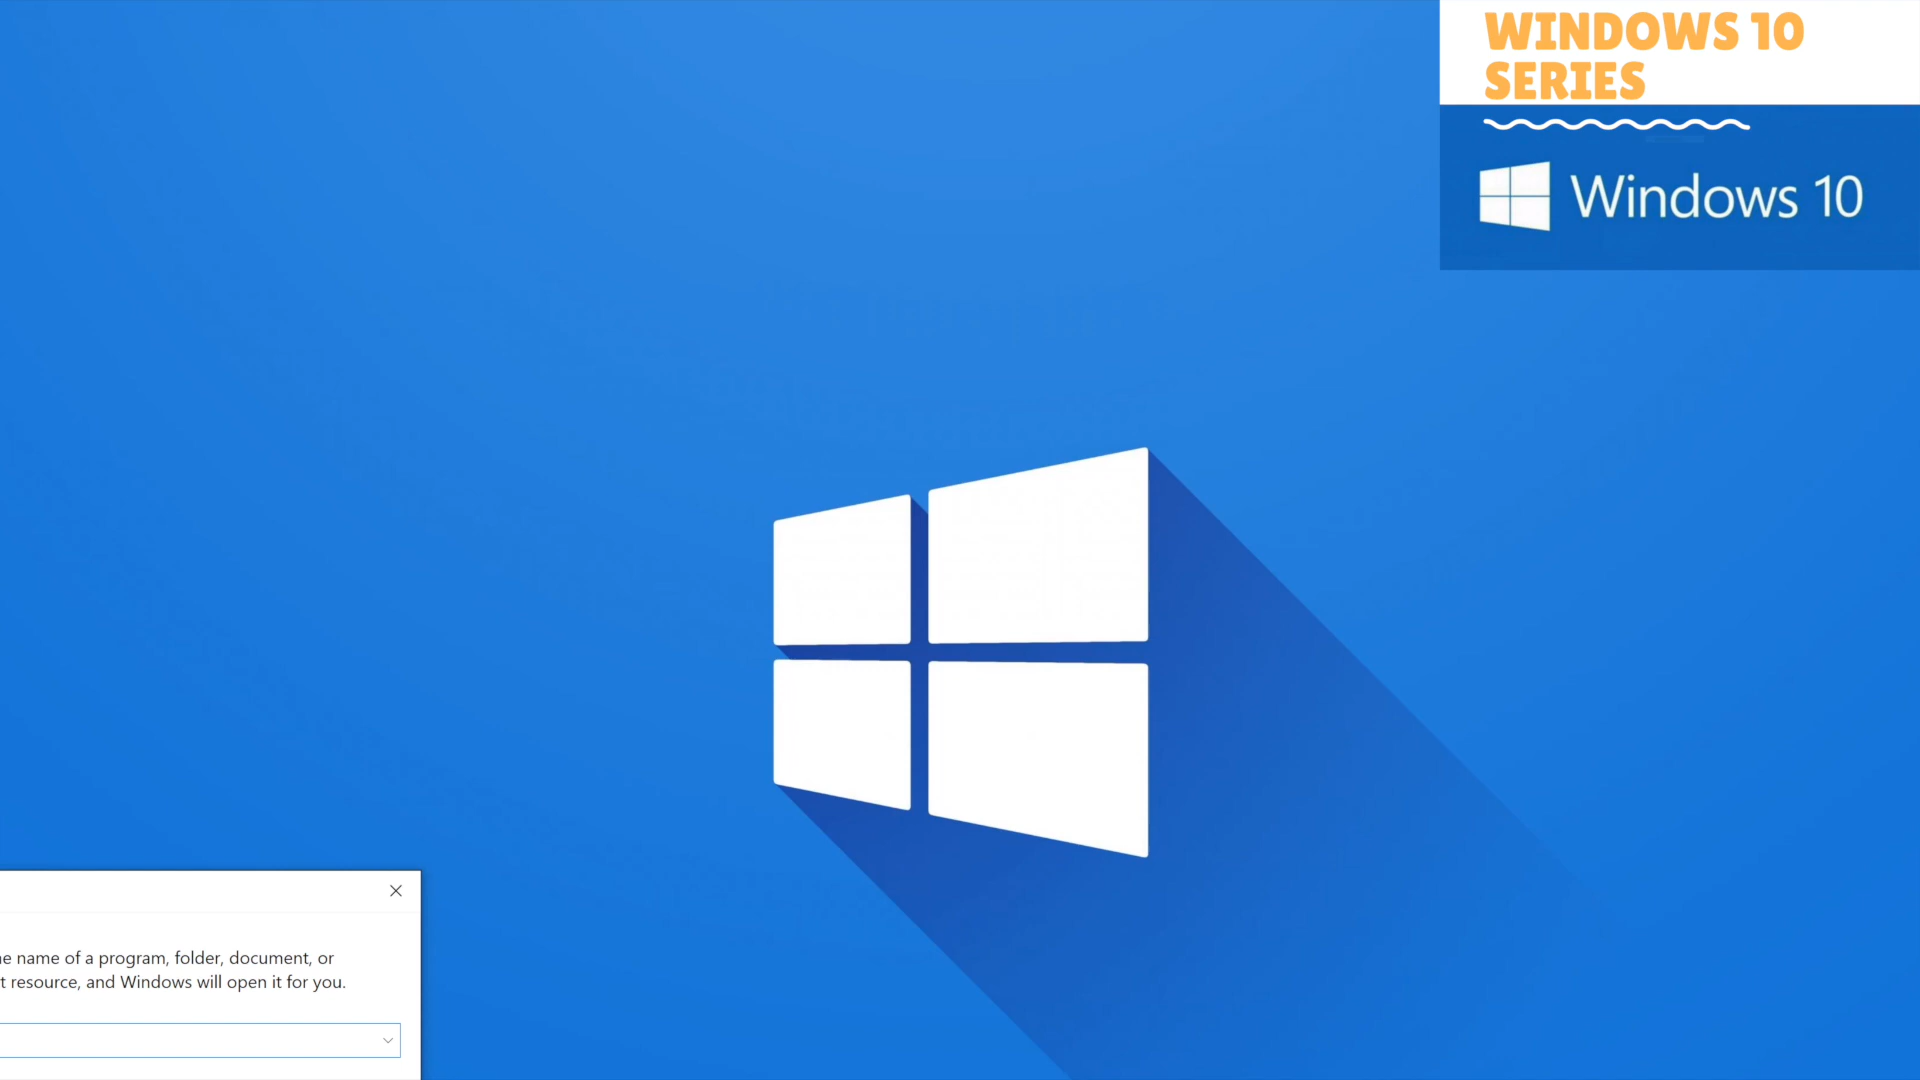 WINDOWS 10
SERIES
Windows 10
name of a program, folder, document, or
resource, and Windows will open it for you.